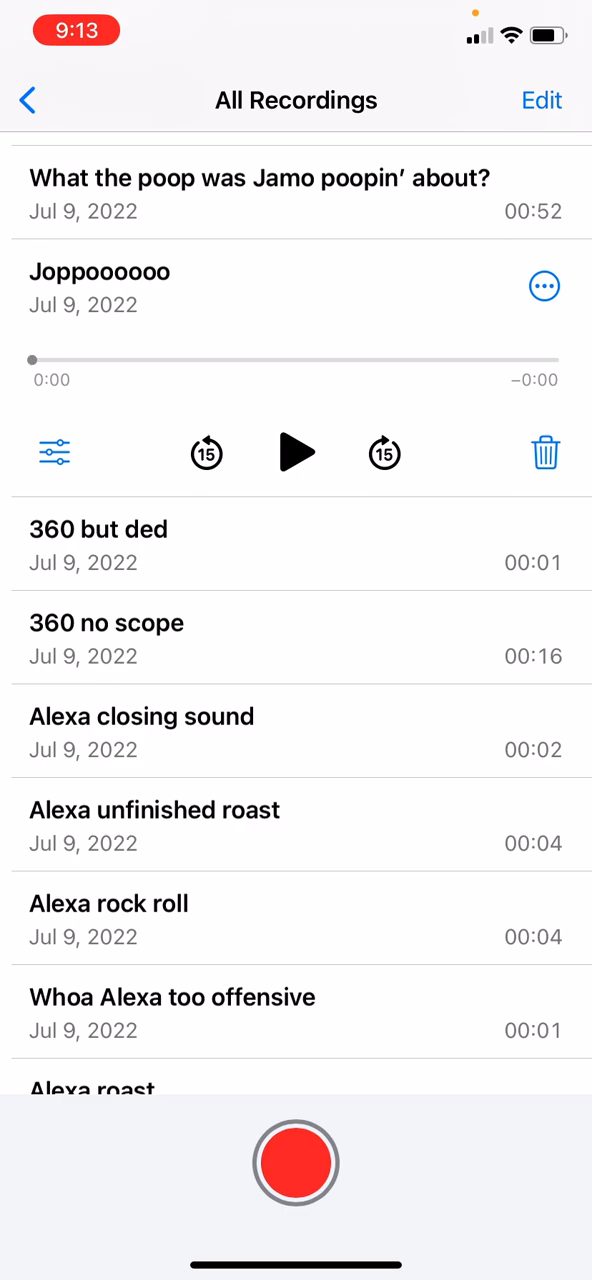 9:13
All Recordings
Edit
What the poop was Jamo poopin’ about?
Jul 9, 2022
00:52
Joppoooooo
Jul 9, 2022
0:00
–0:00
15
15
360 but ded
Jul 9, 2022
00:01
360 no scope
Jul 9, 2022
00:16
Alexa closing sound
Jul 9, 2022
00:02
Alexa unfinished roast
Jul 9, 2022
00:04
Alexa rock roll
Jul 9, 2022
00:04
Whoa Alexa too offensive
Jul 9, 2022
00:01
Alexa roast